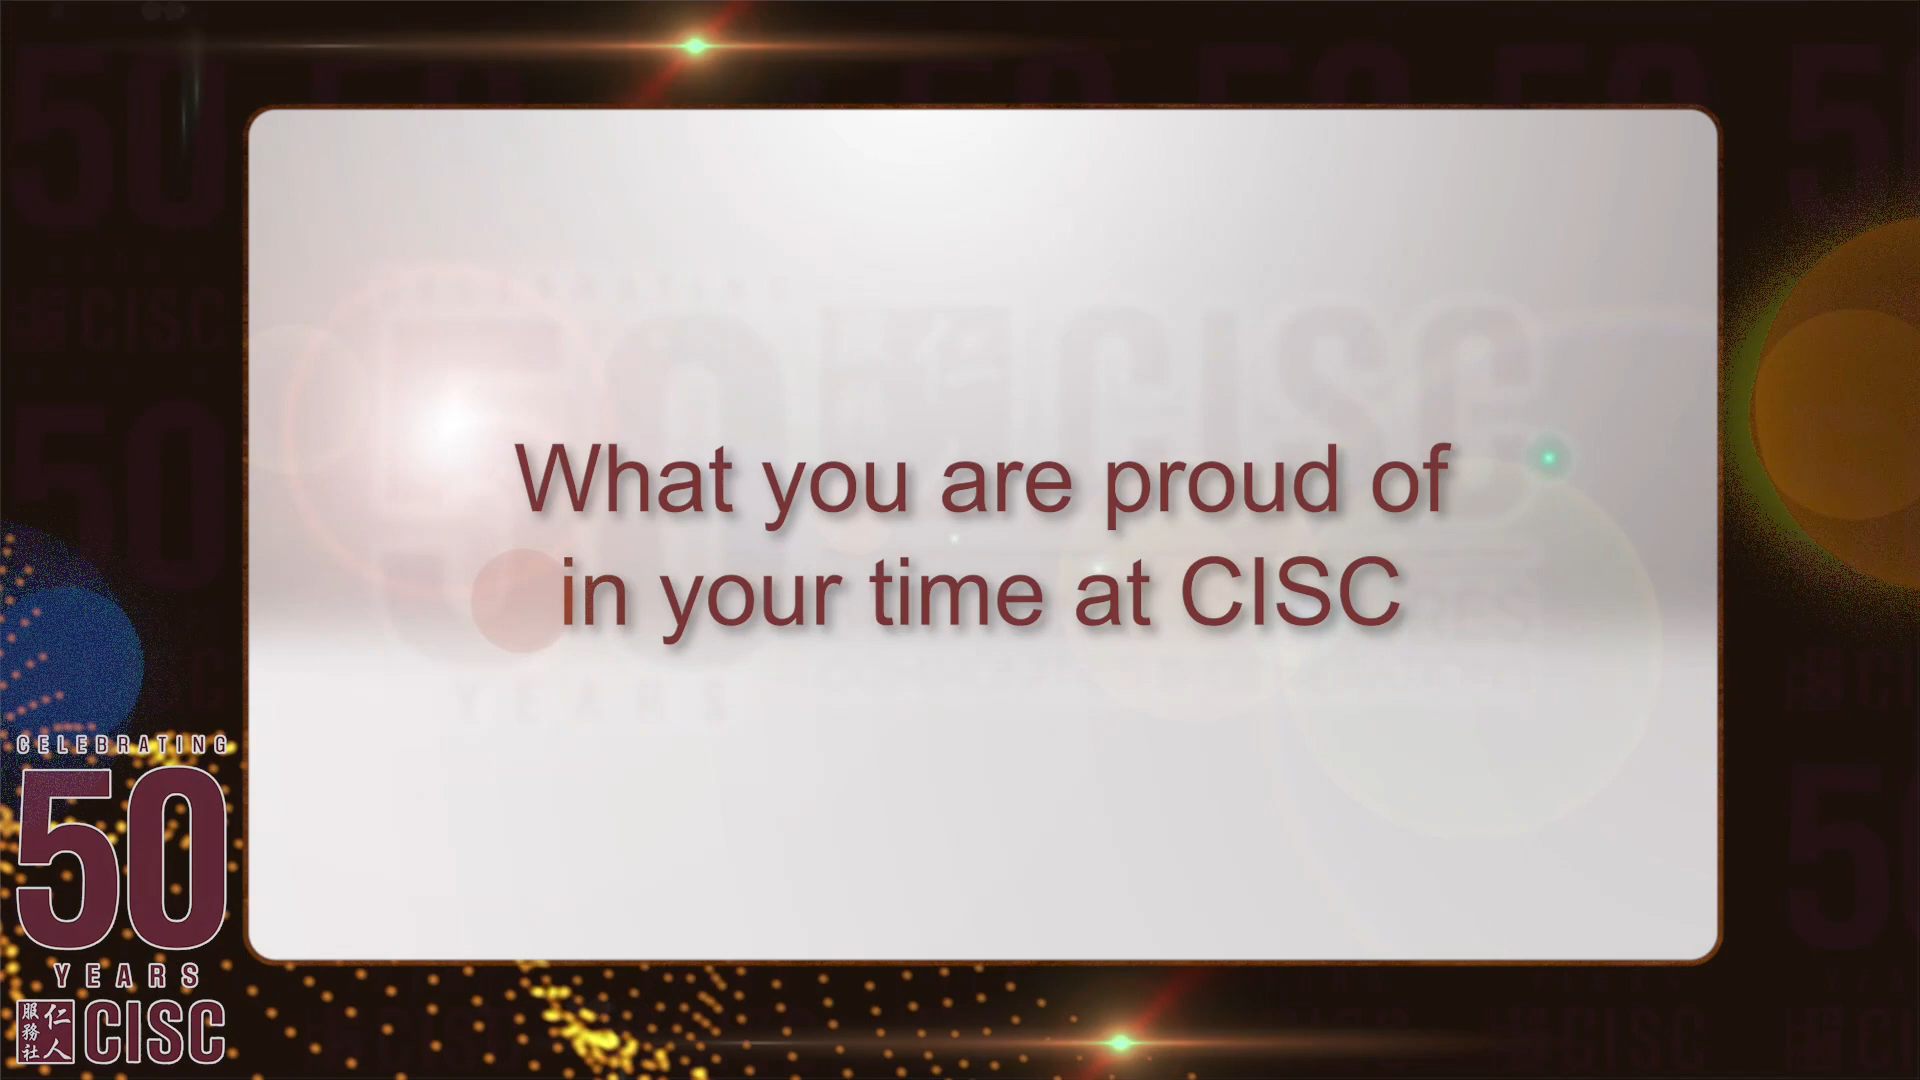 What you are proud of
in your time at CISC
CELEBRATING
50
YEARS
仁人服務社 CISC